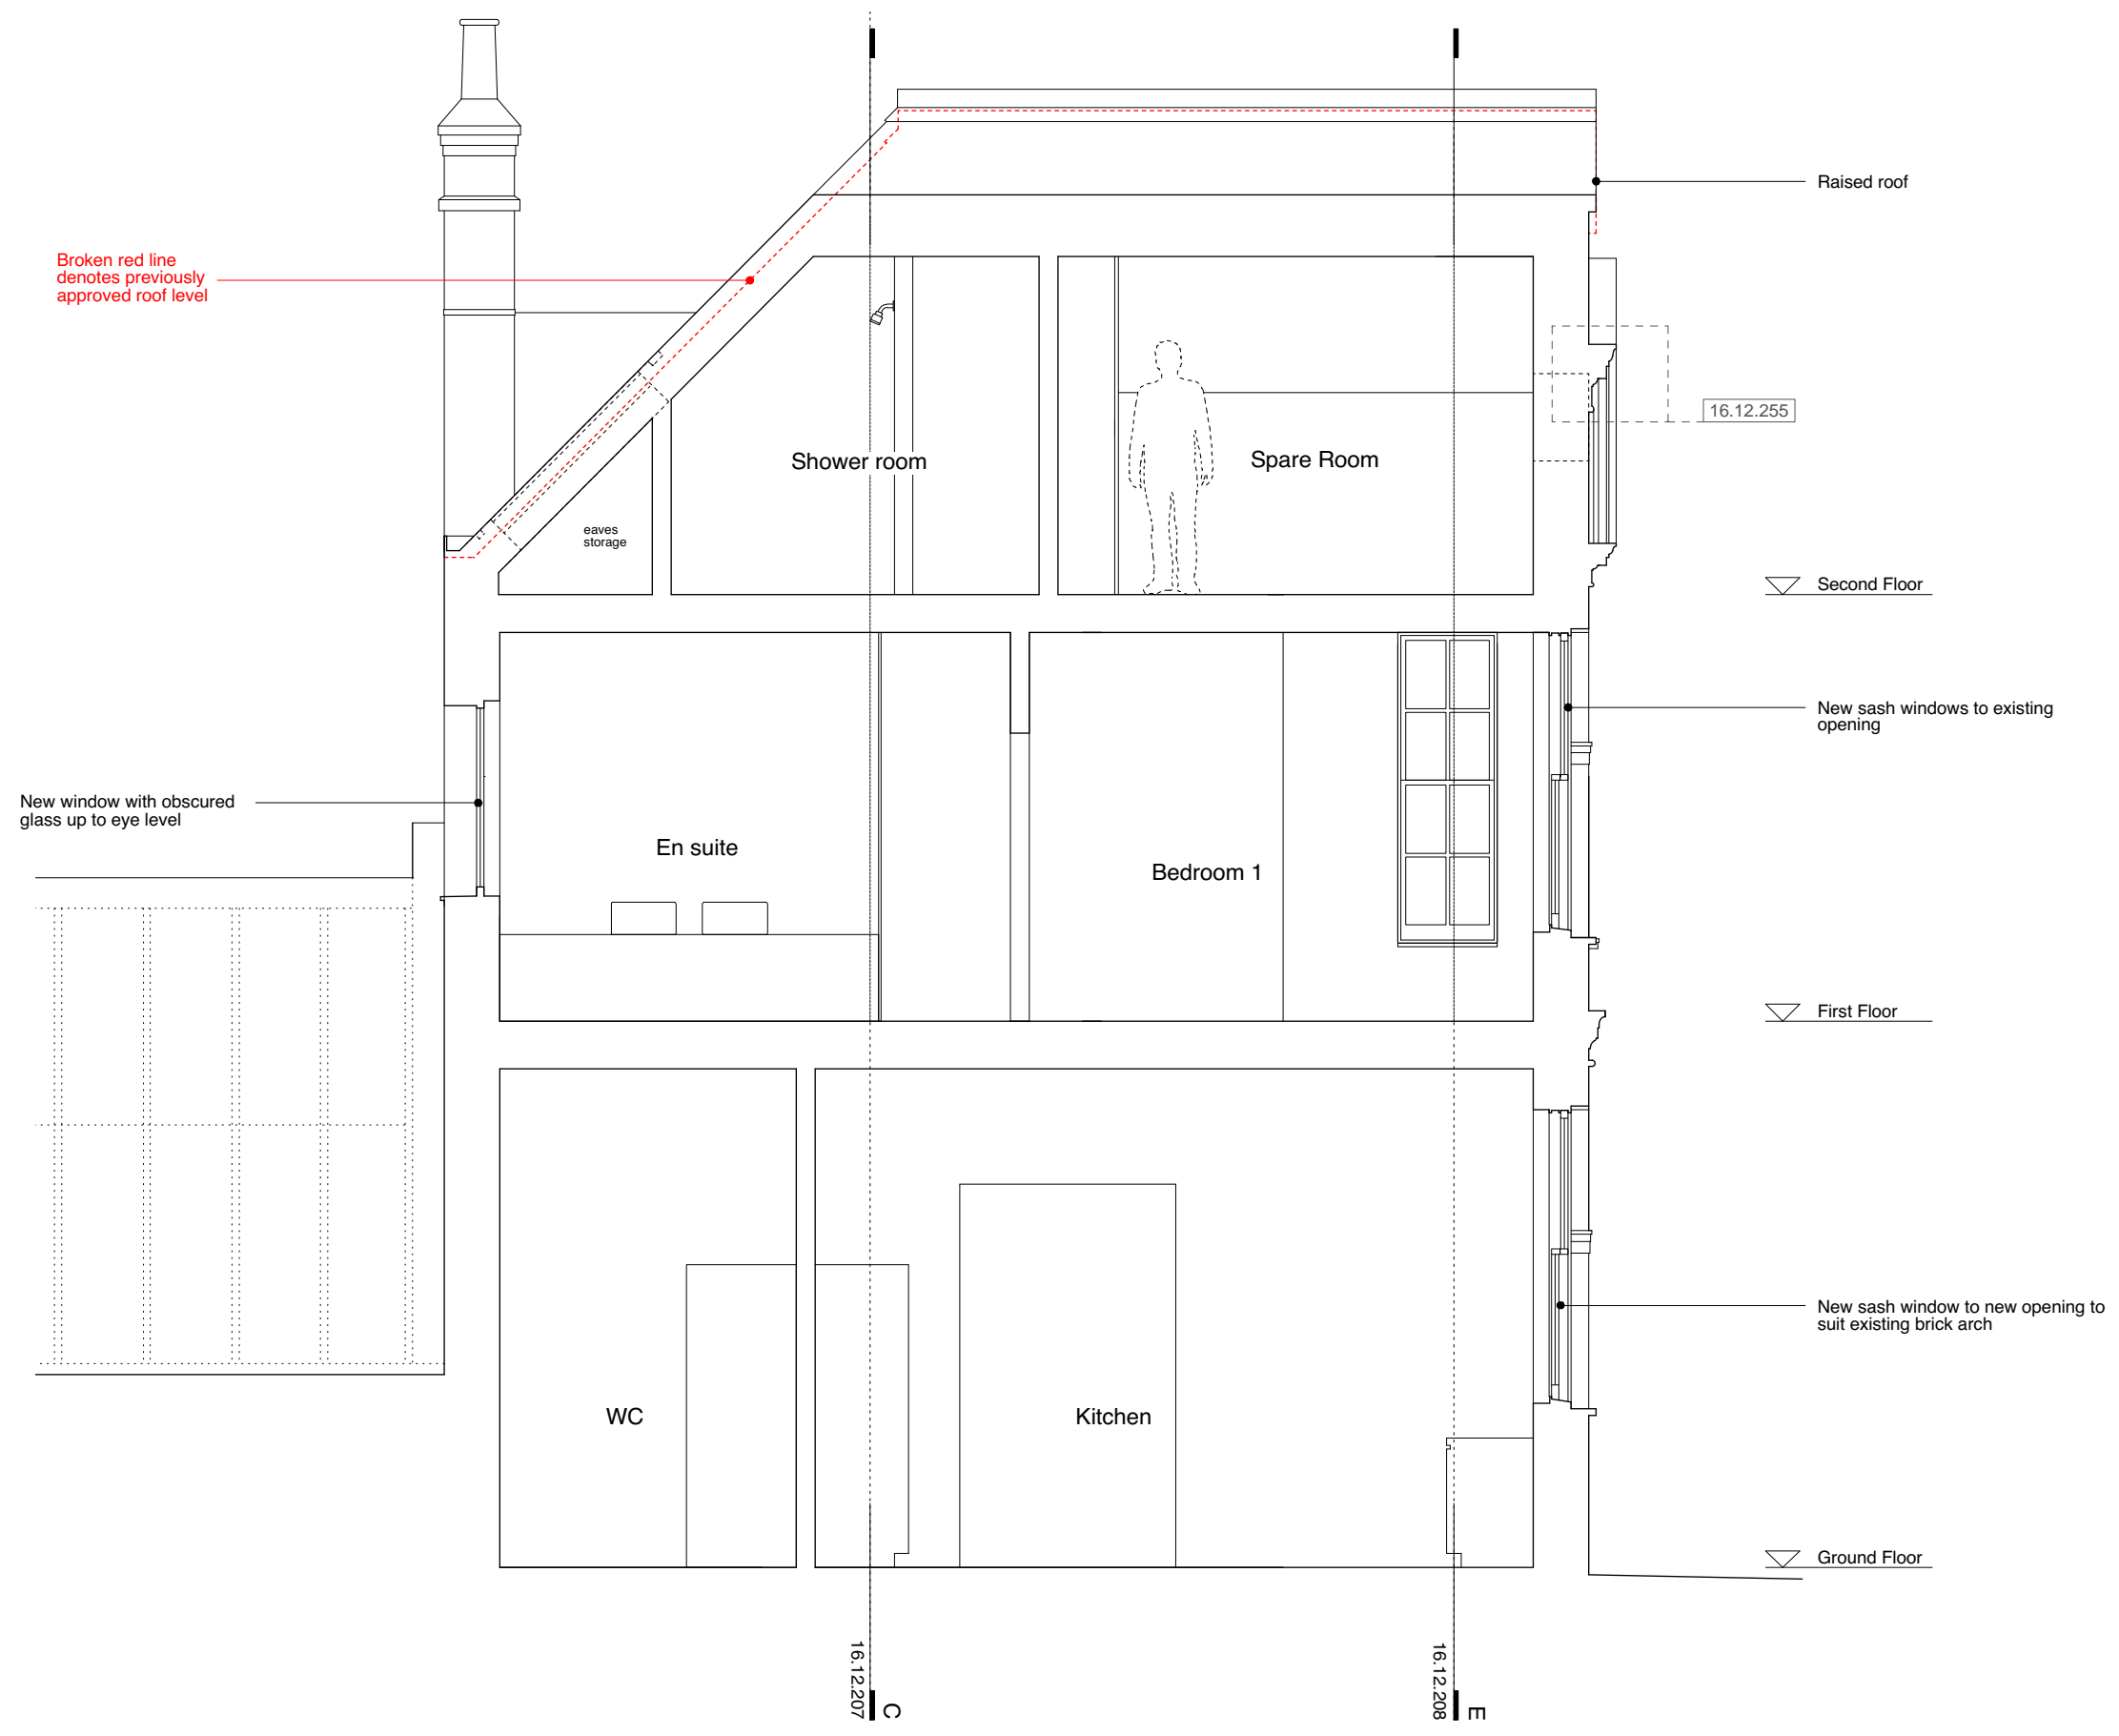 Raised roof
Broken red line
denotes previously
approved roof level
16.12.255
Shower room
Spare Room
eaves
storage
Second Floor
New sash windows to existing
opening
New window with obscured
glass up to eye level
En suite
Bedroom 1
First Floor
New sash window to new opening to
suit existing brick arch
WC
Kitchen
Ground Floor
16.12.207
C
16.12.208
E